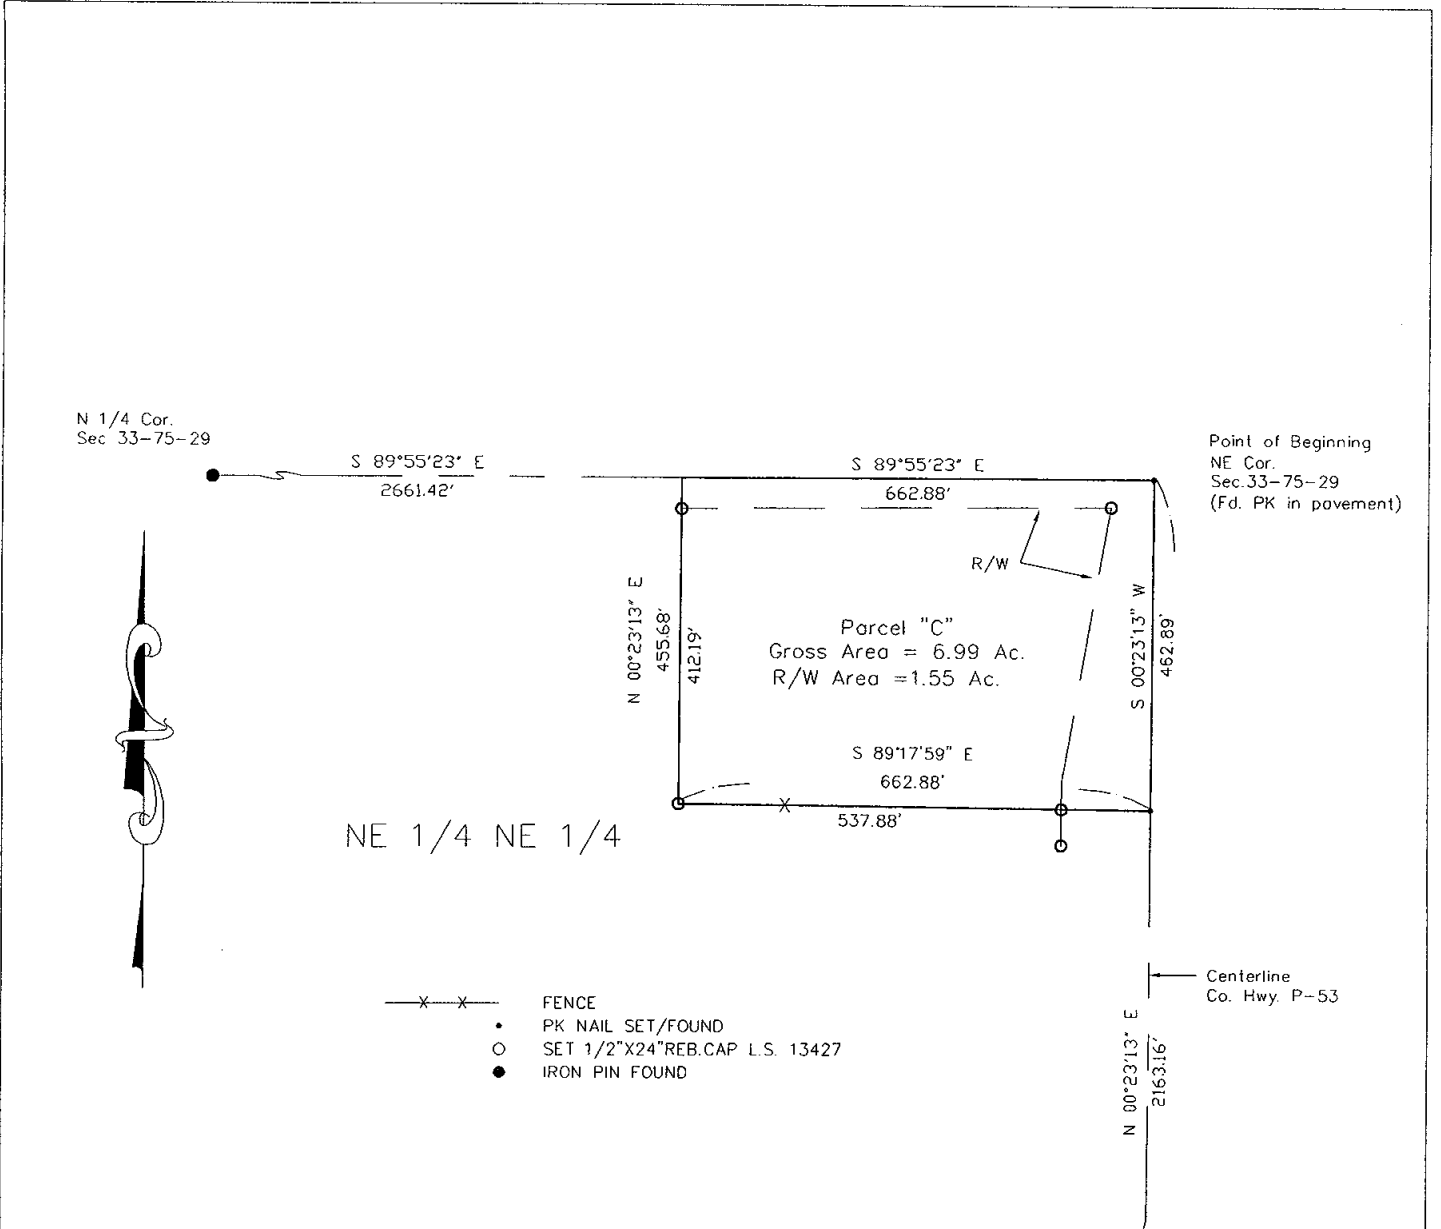 N 1/4 Cor.
Sec 33-75-29
S 89°55'23" E
2661.42'
S 89°55'23" E
662.88'
Point of Beginning
NE Cor.
Sec.33-75-29
(Fd. PK in pavement)
R/W
N 00°23'13" E
455.68'
412.19'
Parcel "C"
Gross Area = 6.99 Ac.
R/W Area =1.55 Ac.
S 00°23'13" W
462.89'
S 89°17'59" E
662.88'
537.88'
NE 1/4 NE 1/4
X
Centerline
Co. Hwy. P-53
N 00°23'13" E
2163.16'
X X FENCE
PK NAIL SET/FOUND
SET 1/2"X24"REB.CAP L.S. 13427
IRON PIN FOUND